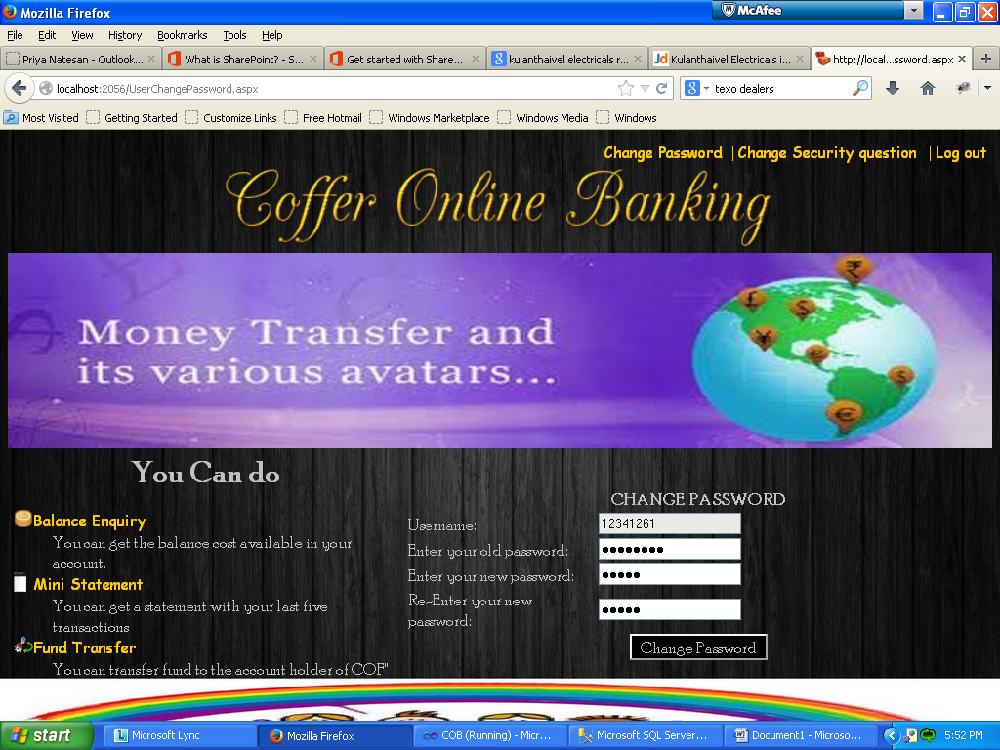 Mozilla Firefox
McAfee
File Edit View History Bookmarks Tools Help
Priya Natesan - Outlook...
What is SharePoint? - S...
Get started with Share...
kulanthaivel electricals r...
Kulanthaivel Electricals i...
http://local...ssword.aspx
localhost:2056/UserChangePassword.aspx
texo dealers
Most Visited Getting Started Customize Links Free Hotmail Windows Marketplace Windows Media Windows
Change Password | Change Security question | Log out
Coffer Online Banking
Money Transfer and
its various avatars...
You Can do
Balance Enquiry
You can get the balance cost available in your
account.
Mini Statement
You can get a statement with your last five
transactions
Fund Transfer
You can transfer fund to the account holder of COF"
CHANGE PASSWORD
Username: 12341261
Enter your old password: ••••••••
Enter your new password: •••••
Re-Enter your new
password: •••••
Change Password
start
Microsoft Lync
Mozilla Firefox
COB (Running) - Micr...
Microsoft SQL Server...
Document1 - Microso...
5:52 PM